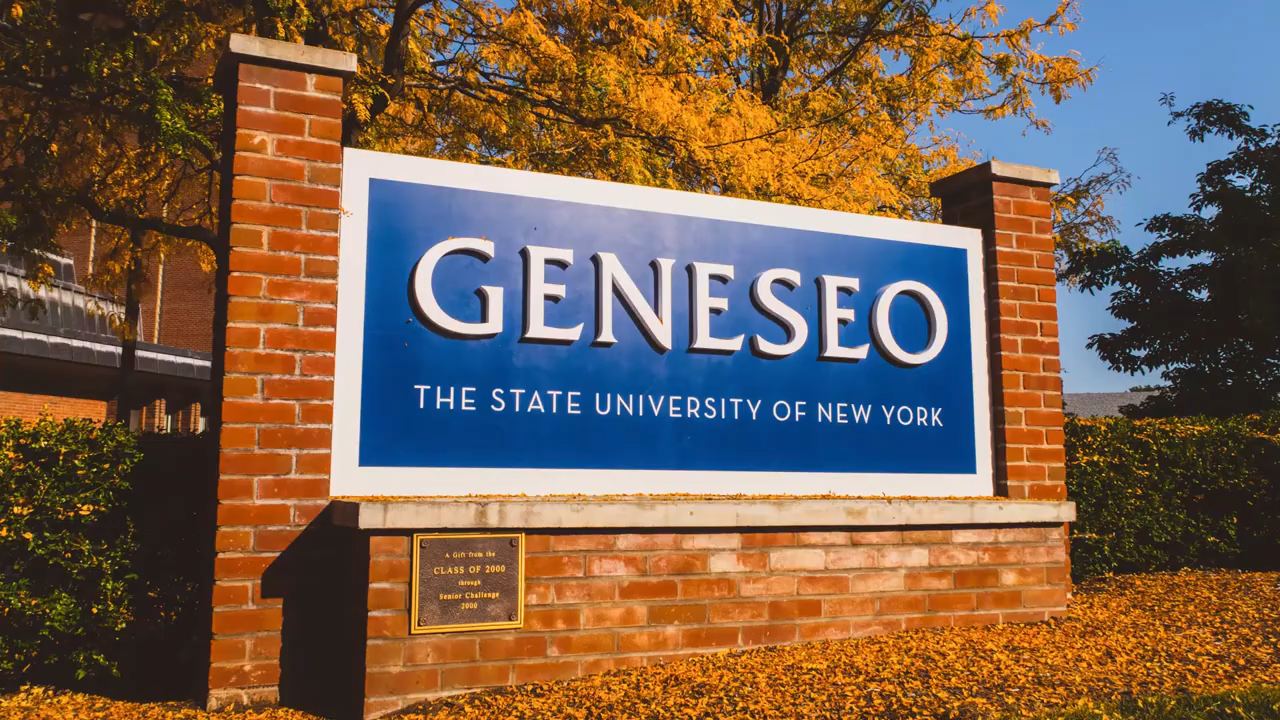 GENESEO
THE STATE UNIVERSITY OF NEW YORK
A Gift from the
CLASS OF 2000
through
Senior Challenge
2000